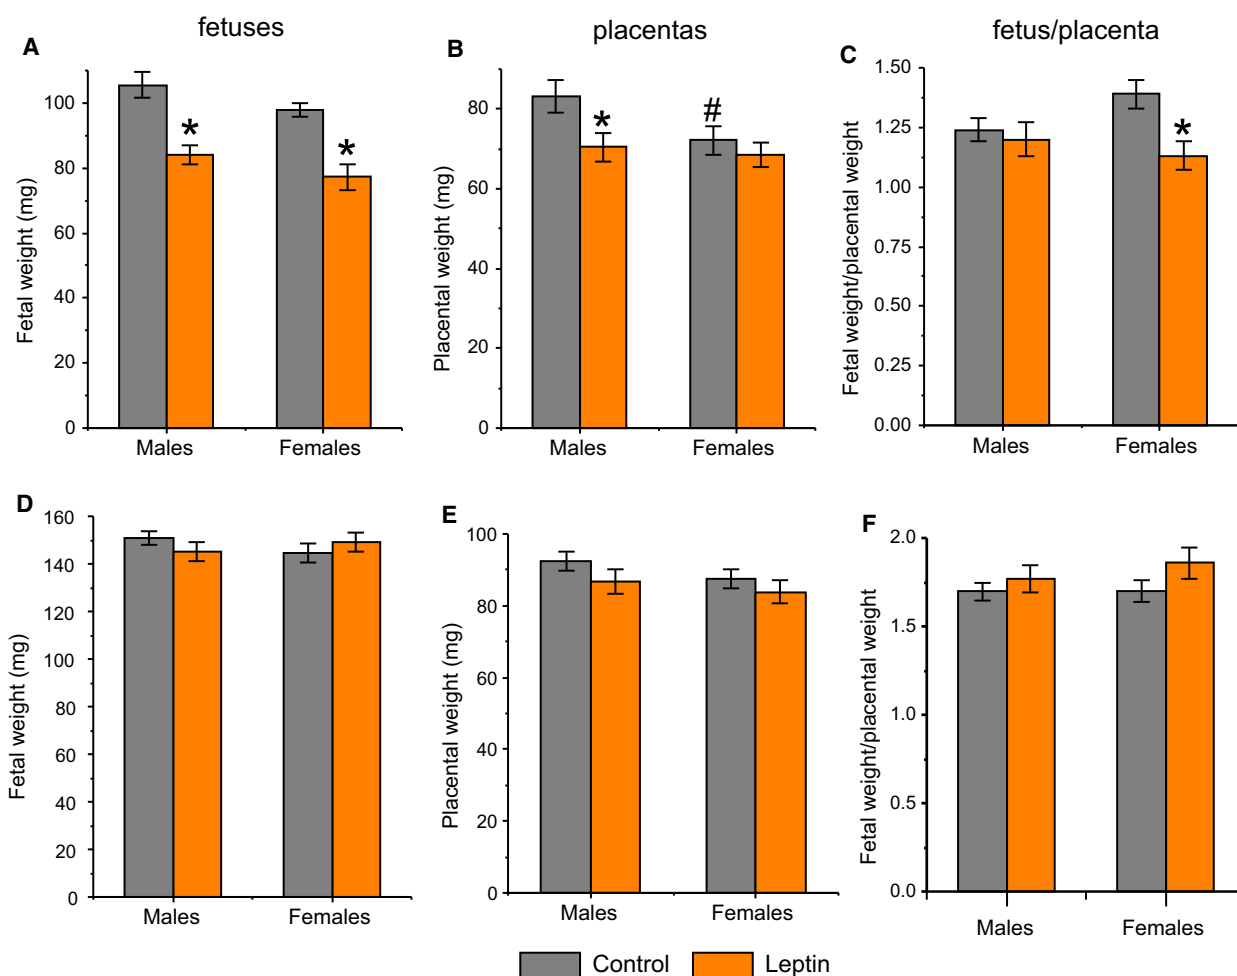 fetuses
placentas
fetus/placenta
A
Fetal weight (mg)
100
80
60
40
20
0
*
*
Males
Females
B
Placental weight (mg)
80
60
40
20
0
*
#
Males
Females
C
Fetal weight/placental weight
1.50
1.25
1.00
0.75
0.50
0.25
0.00
*
Males
Females
D
Fetal weight (mg)
160
140
120
100
80
60
40
20
0
Males
Females
E
Placental weight (mg)
100
80
60
40
20
0
Males
Females
F
Fetal weight/placental weight
2.0
1.5
1.0
0.5
0.0
Males
Females
Control
Leptin